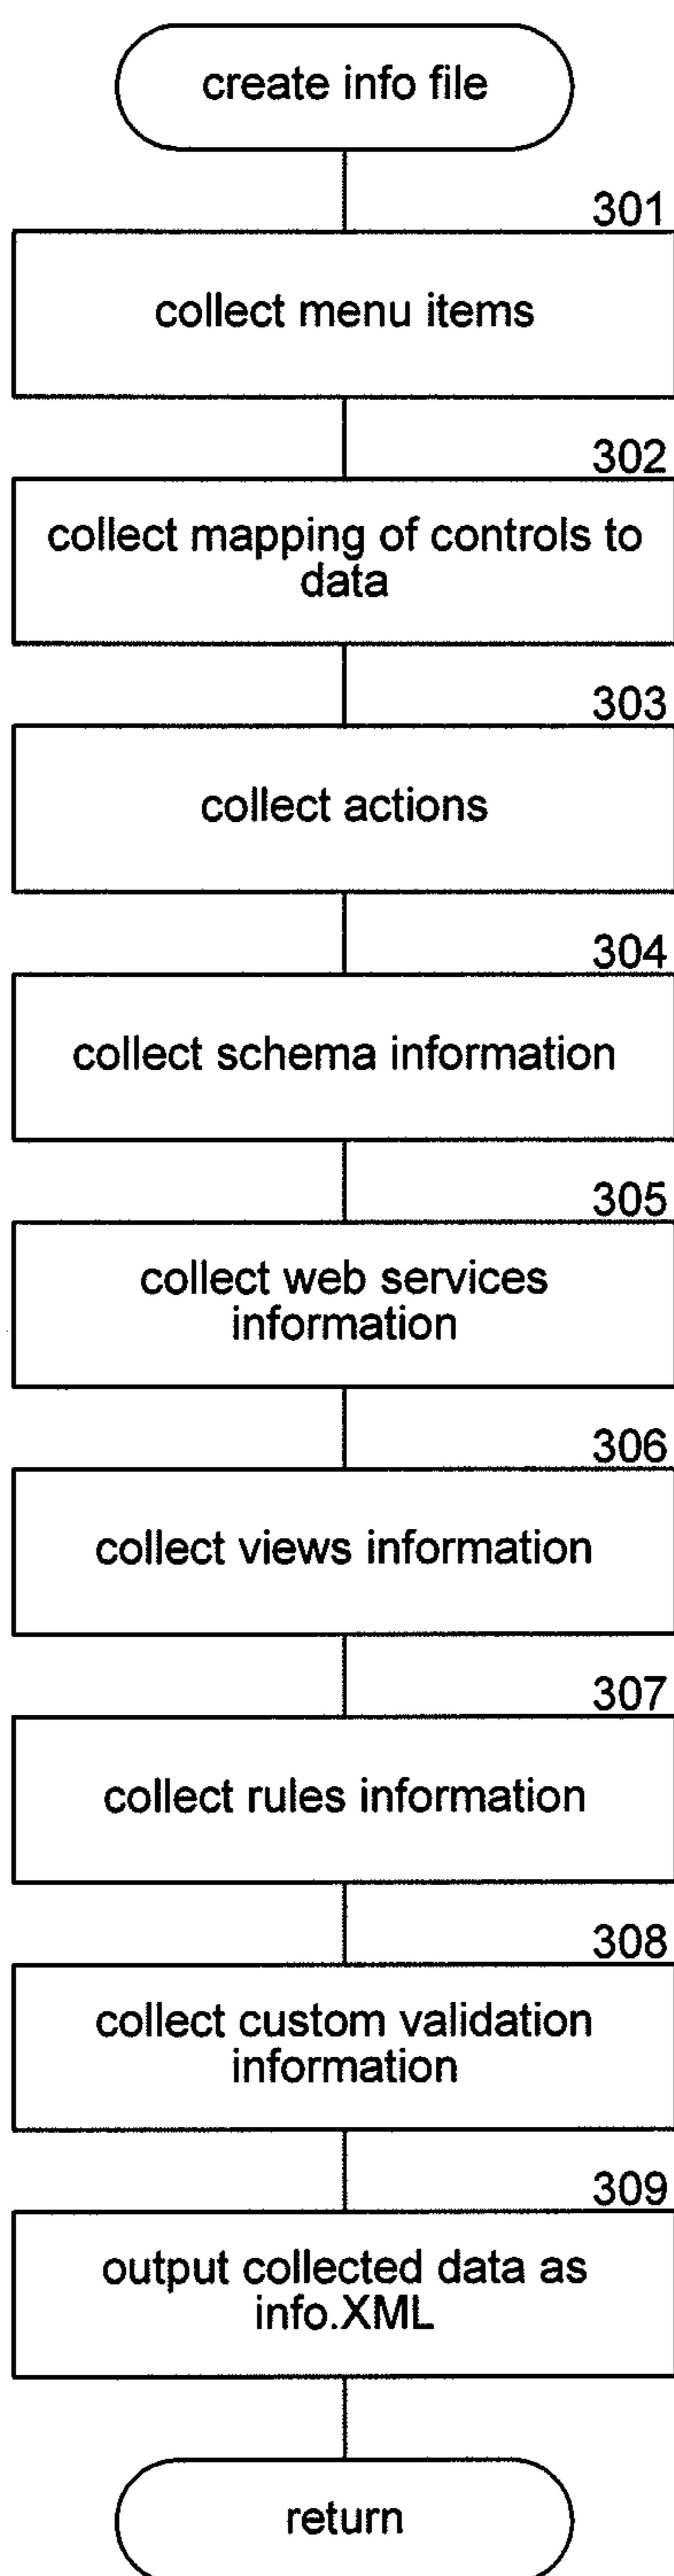 create info file
301
collect menu items
302
collect mapping of controls to
data
303
collect actions
304
collect schema information
305
collect web services
information
306
collect views information
307
collect rules information
308
collect custom validation
information
309
output collected data as
info.XML
return